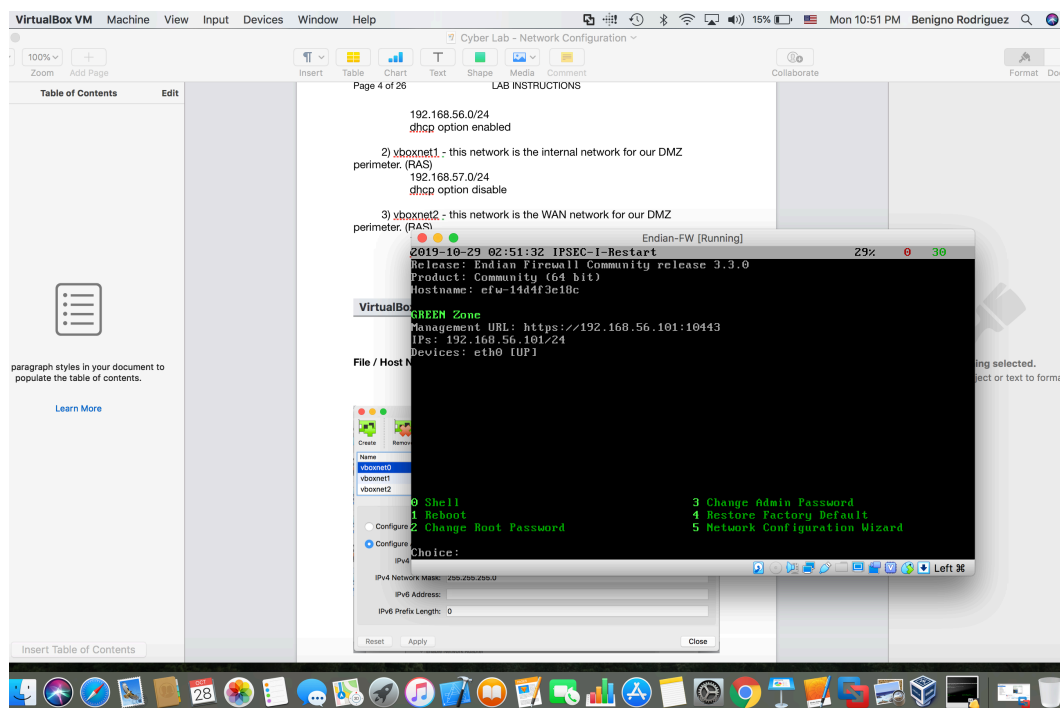 VirtualBox VM Machine View Input Devices Window Help 15% Mon 10:51 PM Benigno Rodriguez
Cyber Lab - Network Configuration
100%
Zoom Add Page Insert Table Chart Text Shape Media Comment Collaborate Format Do
Table of Contents Edit
Page 4 of 26 LAB INSTRUCTIONS
192.168.56.0/24
dhcp option enabled
2) vboxnet1 - this network is the internal network for our DMZ
perimeter. (RAS)
192.168.57.0/24
dhcp option disable
3) vboxnet2 - this network is the WAN network for our DMZ
perimeter. (RAS)
Endian-FW [Running]
2019-10-29 02:51:32 IPSEC-I-Restart 29% 0 30
Release: Endian Firewall Community release 3.3.0
Product: Community (64 bit)
Hostname: efw-14d4f3e18c
GREEN Zone
Management URL: https://192.168.56.101:10443
IPs: 192.168.56.101/24
Devices: eth0 [UP]
0 Shell 3 Change Admin Password
1 Reboot 4 Restore Factory Default
2 Change Root Password 5 Network Configuration Wizard
Choice:
Left ⌘
VirtualBo
File / Host N
paragraph styles in your document to
populate the table of contents.
Learn More
ing selected.
ject or text to forma
Create Remov
Name
vboxnet0
vboxnet1
vboxnet2
Configure
Configure
IPv4
IPv4 Network Mask: 255.255.255.0
IPv6 Address:
IPv6 Prefix Length: 0
Reset Apply Close
Insert Table of Contents
OCT
28